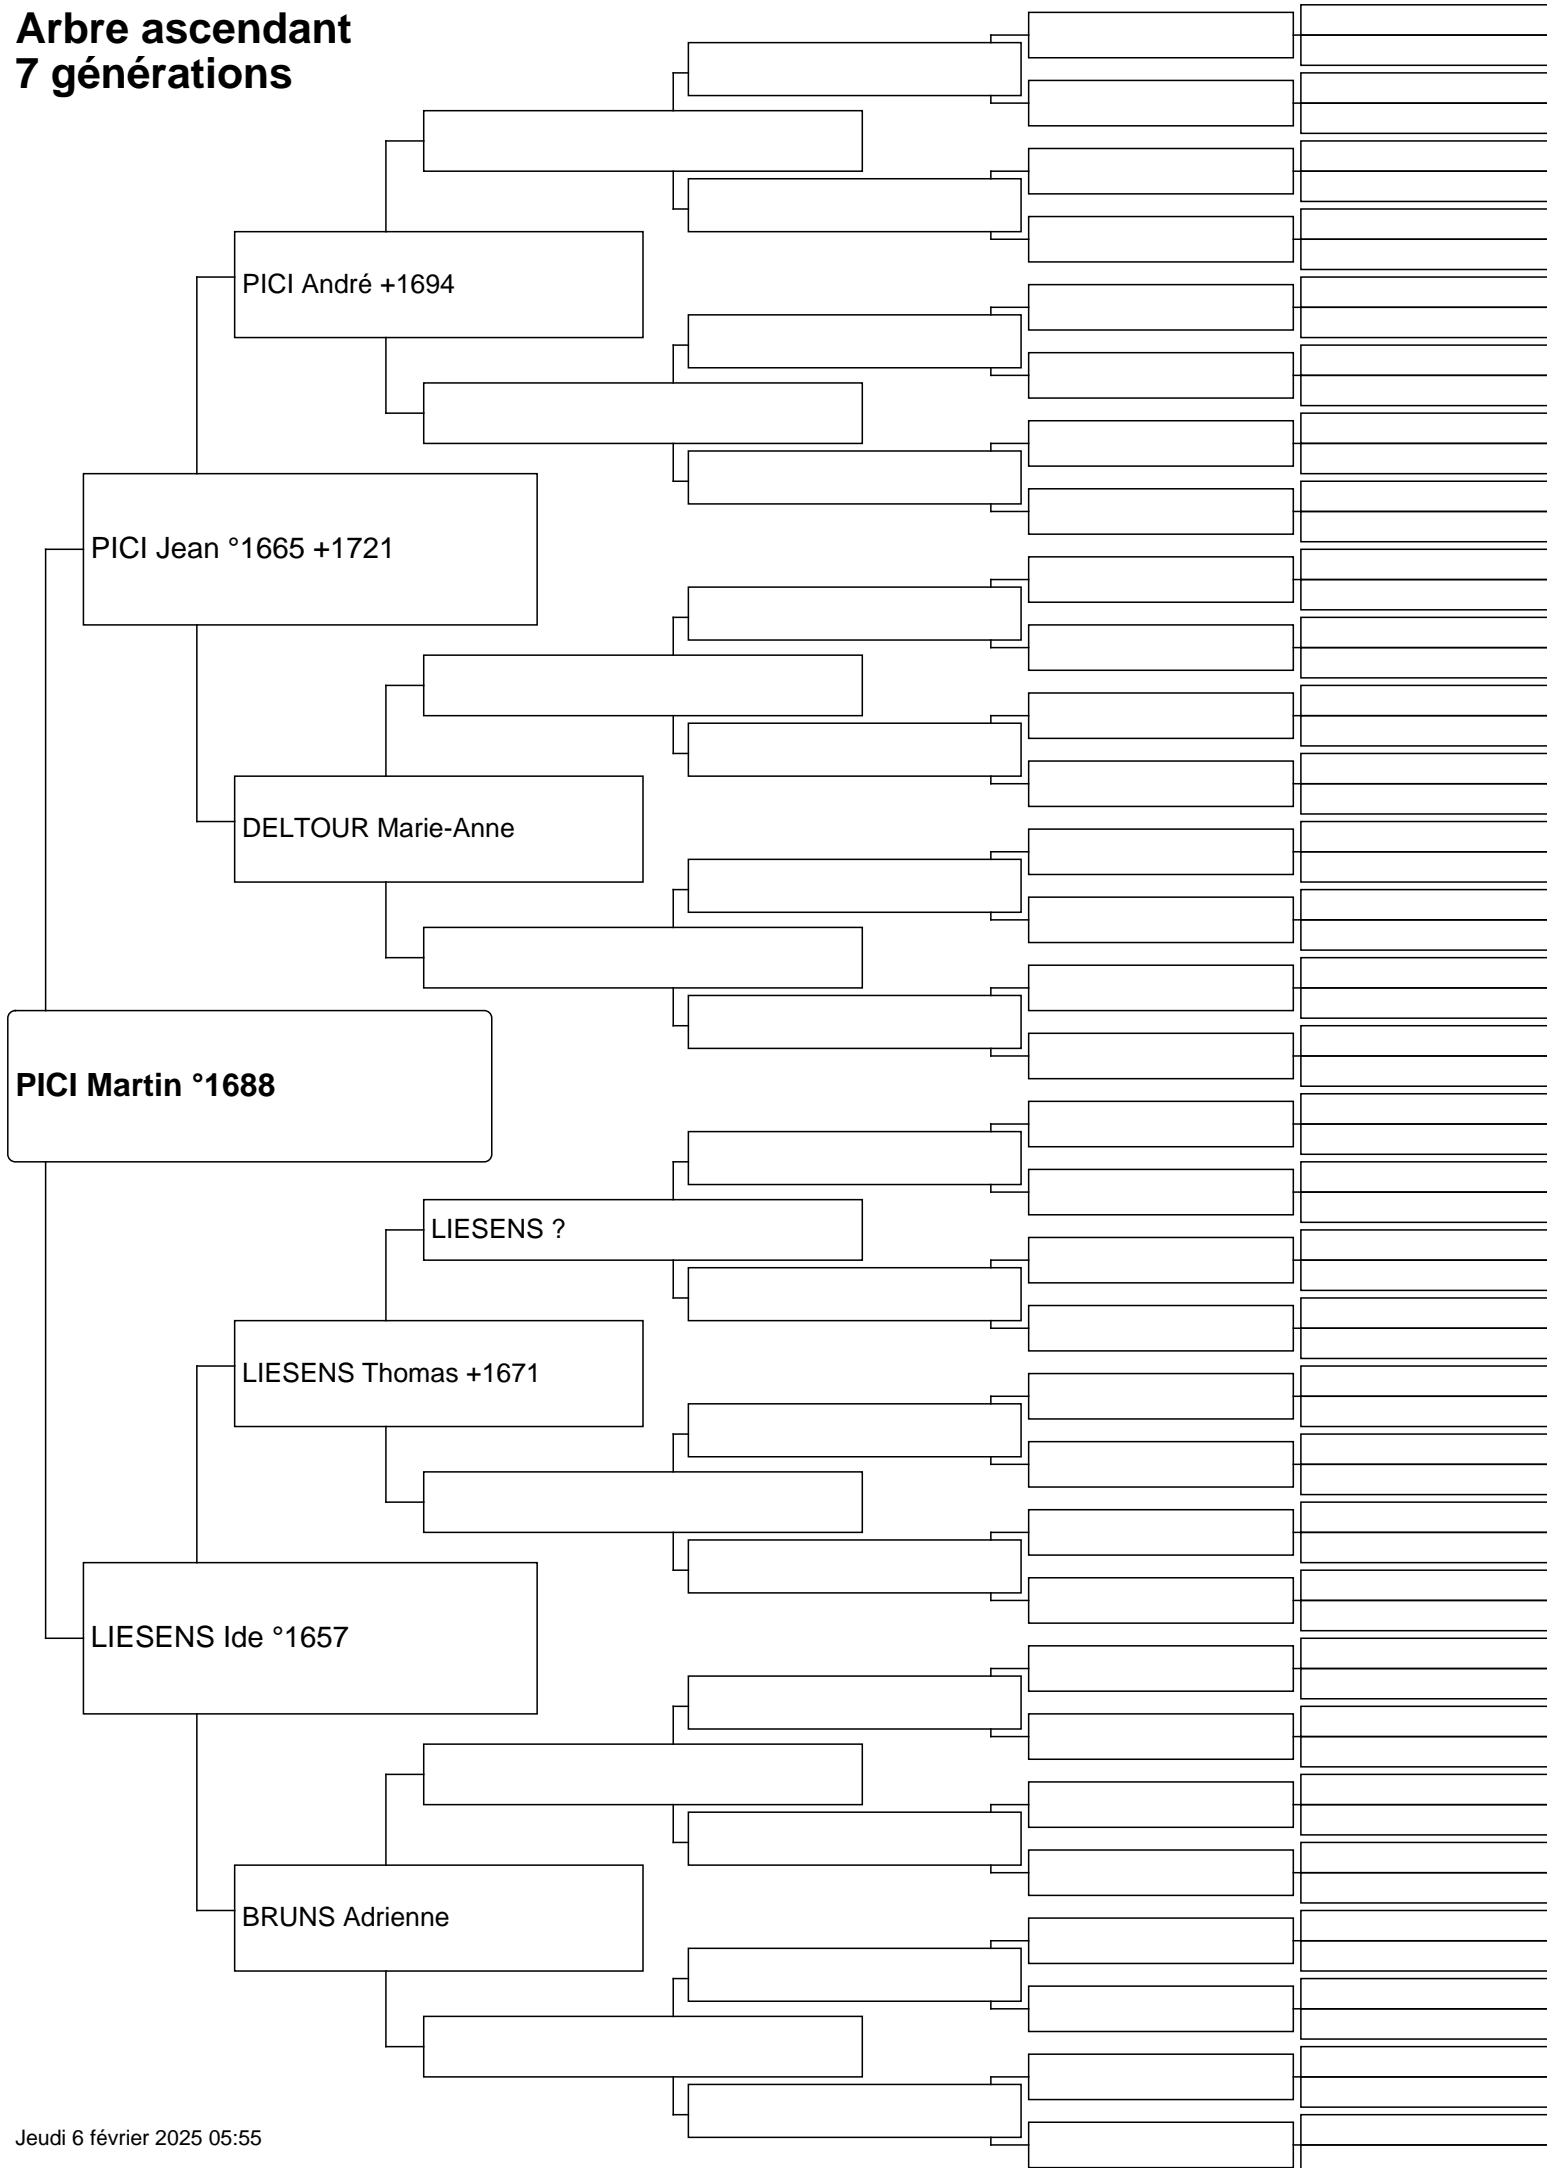 Arbre ascendant
7 générations
PICI André +1694
PICI Jean °1665 +1721
DELTOUR Marie-Anne
PICI Martin °1688
LIESENS ?
LIESENS Thomas +1671
LIESENS Ide °1657
BRUNS Adrienne
Jeudi 6 février 2025 05:55